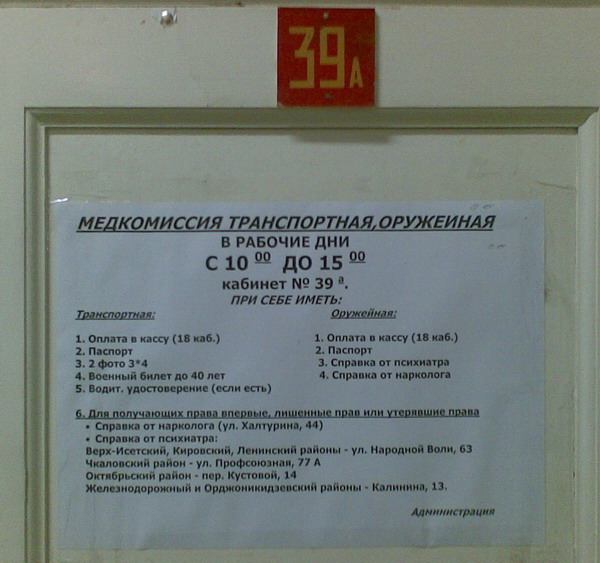 39А
МЕДКОМИССИЯ ТРАНСПОРТНАЯ,ОРУЖЕИНАЯ
В РАБОЧИЕ ДНИ
С 10 00 ДО 15 00
кабинет № 39 а.
ПРИ СЕБЕ ИМЕТЬ:
Транспортная:
1. Оплата в кассу (18 каб.)
2. Паспорт
3. 2 фото 3*4
4. Военный билет до 40 лет
5. Водит. удостоверение (если есть)
Оружейная:
1. Оплата в кассу (18 каб.)
2. Паспорт
3. Справка от психиатра
4. Справка от нарколога
6. Для получающих права впервые, лишенные прав или утерявшие права
• Справка от нарколога (ул. Халтурина, 44)
• Справка от психиатра:
Верх-Исетский, Кировский, Ленинский районы - ул. Народной Воли, 63
Чкаловский район - ул. Профсоюзная, 77 А
Октябрьский район - пер. Кустовой, 14
Железнодорожный и Орджоникидзевский районы - Калинина, 13.
Администрация